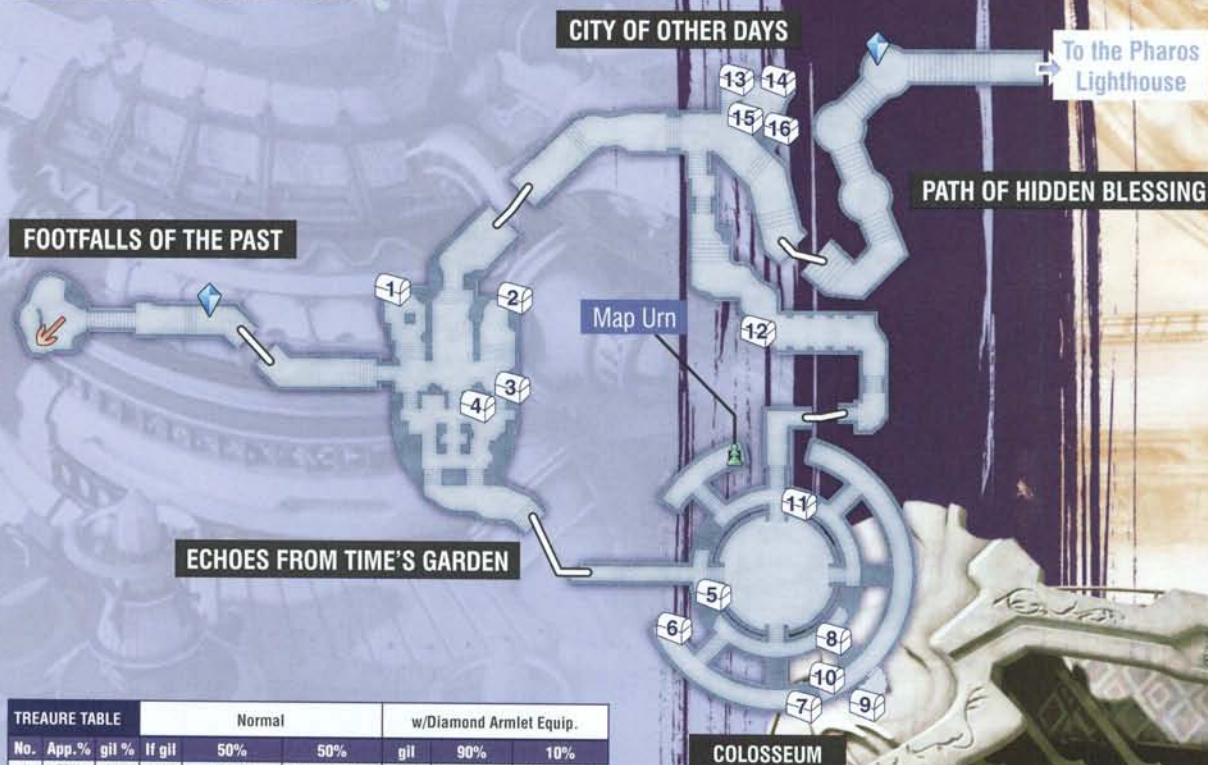 CITY OF OTHER DAYS
To the Pharos
Lighthouse
13
14
15
16
PATH OF HIDDEN BLESSING
FOOTFALLS OF THE PAST
1
2
Map Urn
12
3
4
11
ECHOES FROM TIME'S GARDEN
5
6
8
10
7
9
COLOSSEUM
TREAURE TABLE Normal w/Diamond Armlet Equip.
No. App.% gil % If gil 50% 50% gil 90% 10%